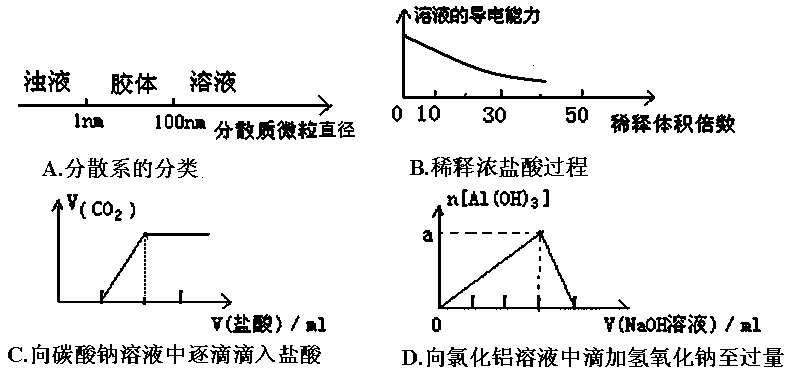 浊液 胶体 溶液
1nm 100nm 分散质微粒直径
A.分散系的分类
溶液的导电能力
0 10 30 50
稀释体积倍数
B.稀释浓盐酸过程
V(CO₂)
V(盐酸)/ml
C.向碳酸钠溶液中逐滴滴入盐酸
n[Al(OH)₃]
a
0
V(NaOH溶液)/ml
D.向氯化铝溶液中滴加氢氧化钠至过量